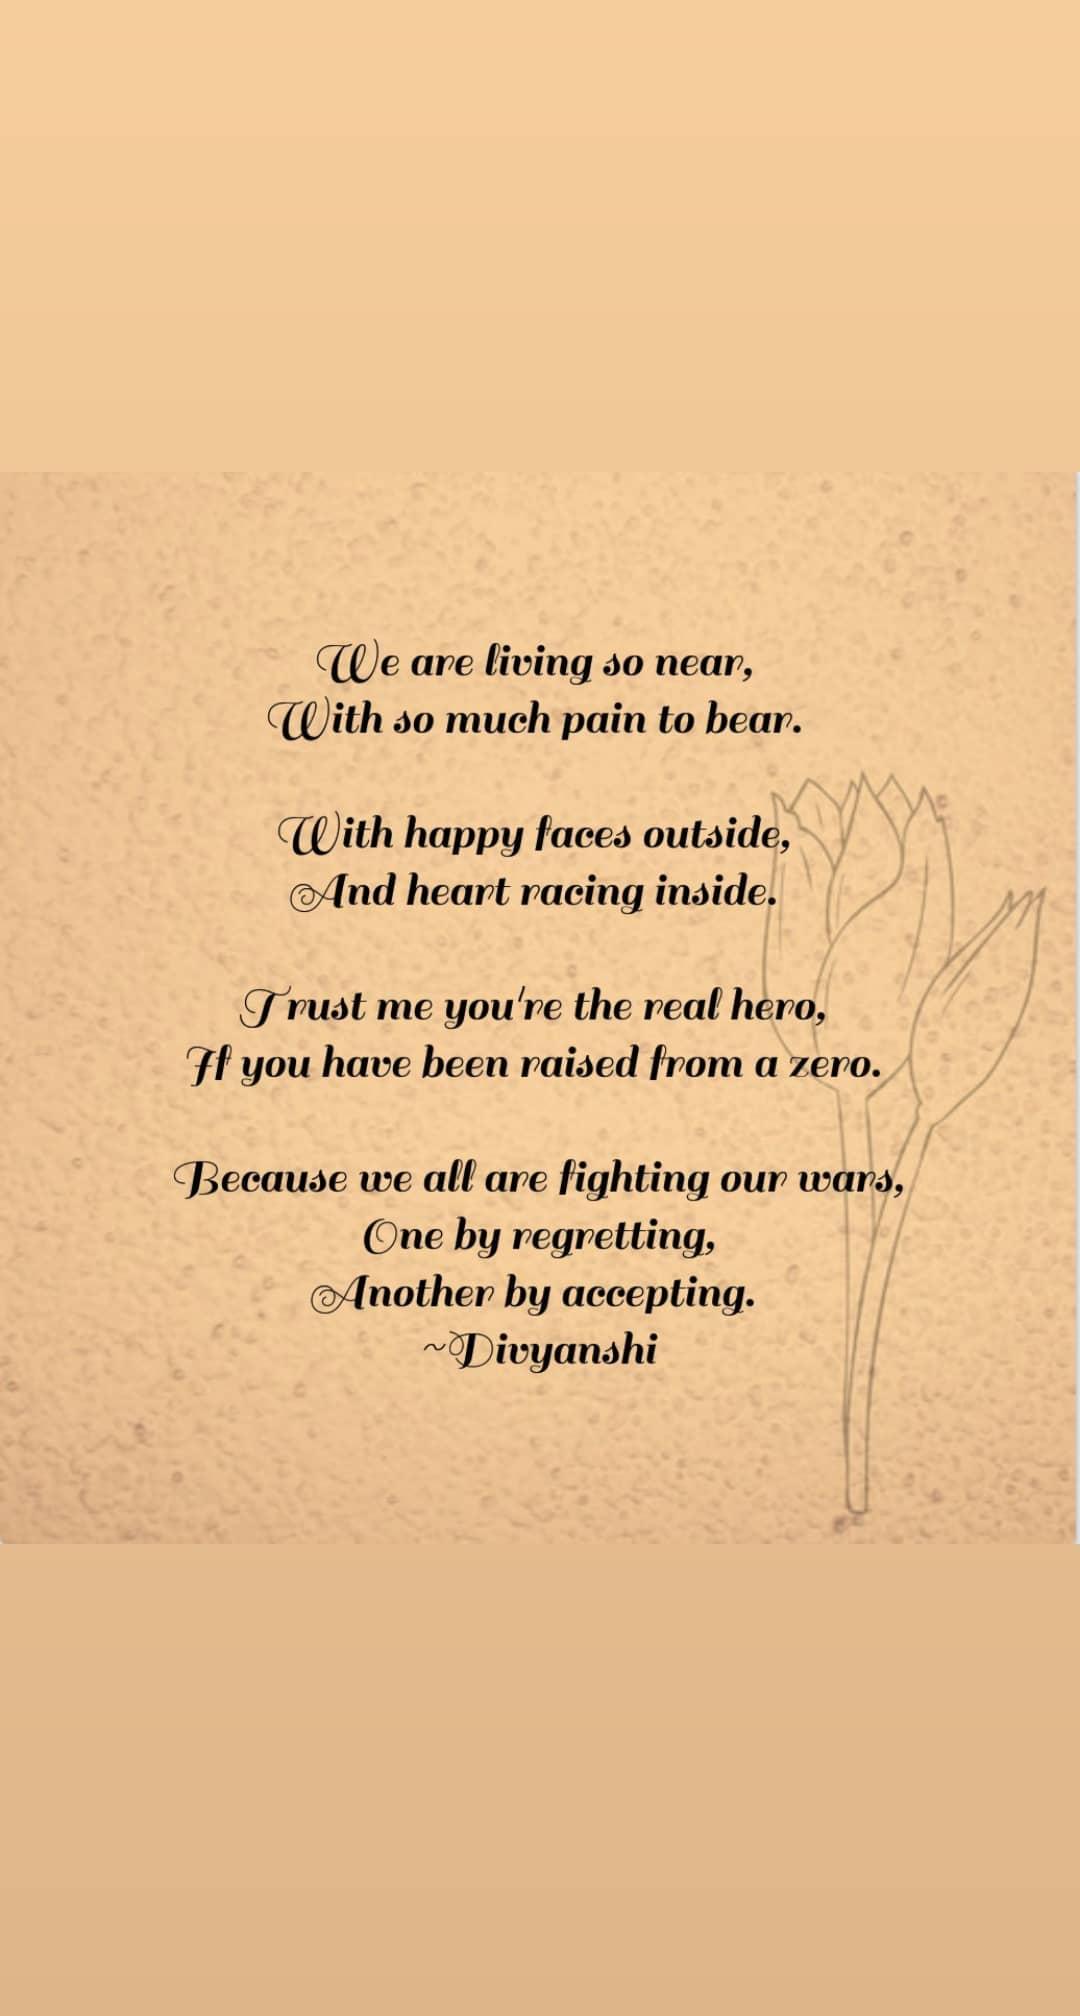 We are living so near,
With so much pain to bear.
With happy faces outside,
And heart racing inside.
Trust me you're the real hero,
If you have been raised from a zero.
Because we all are fighting our wars,
One by regretting,
Another by accepting.
~Divyanshi